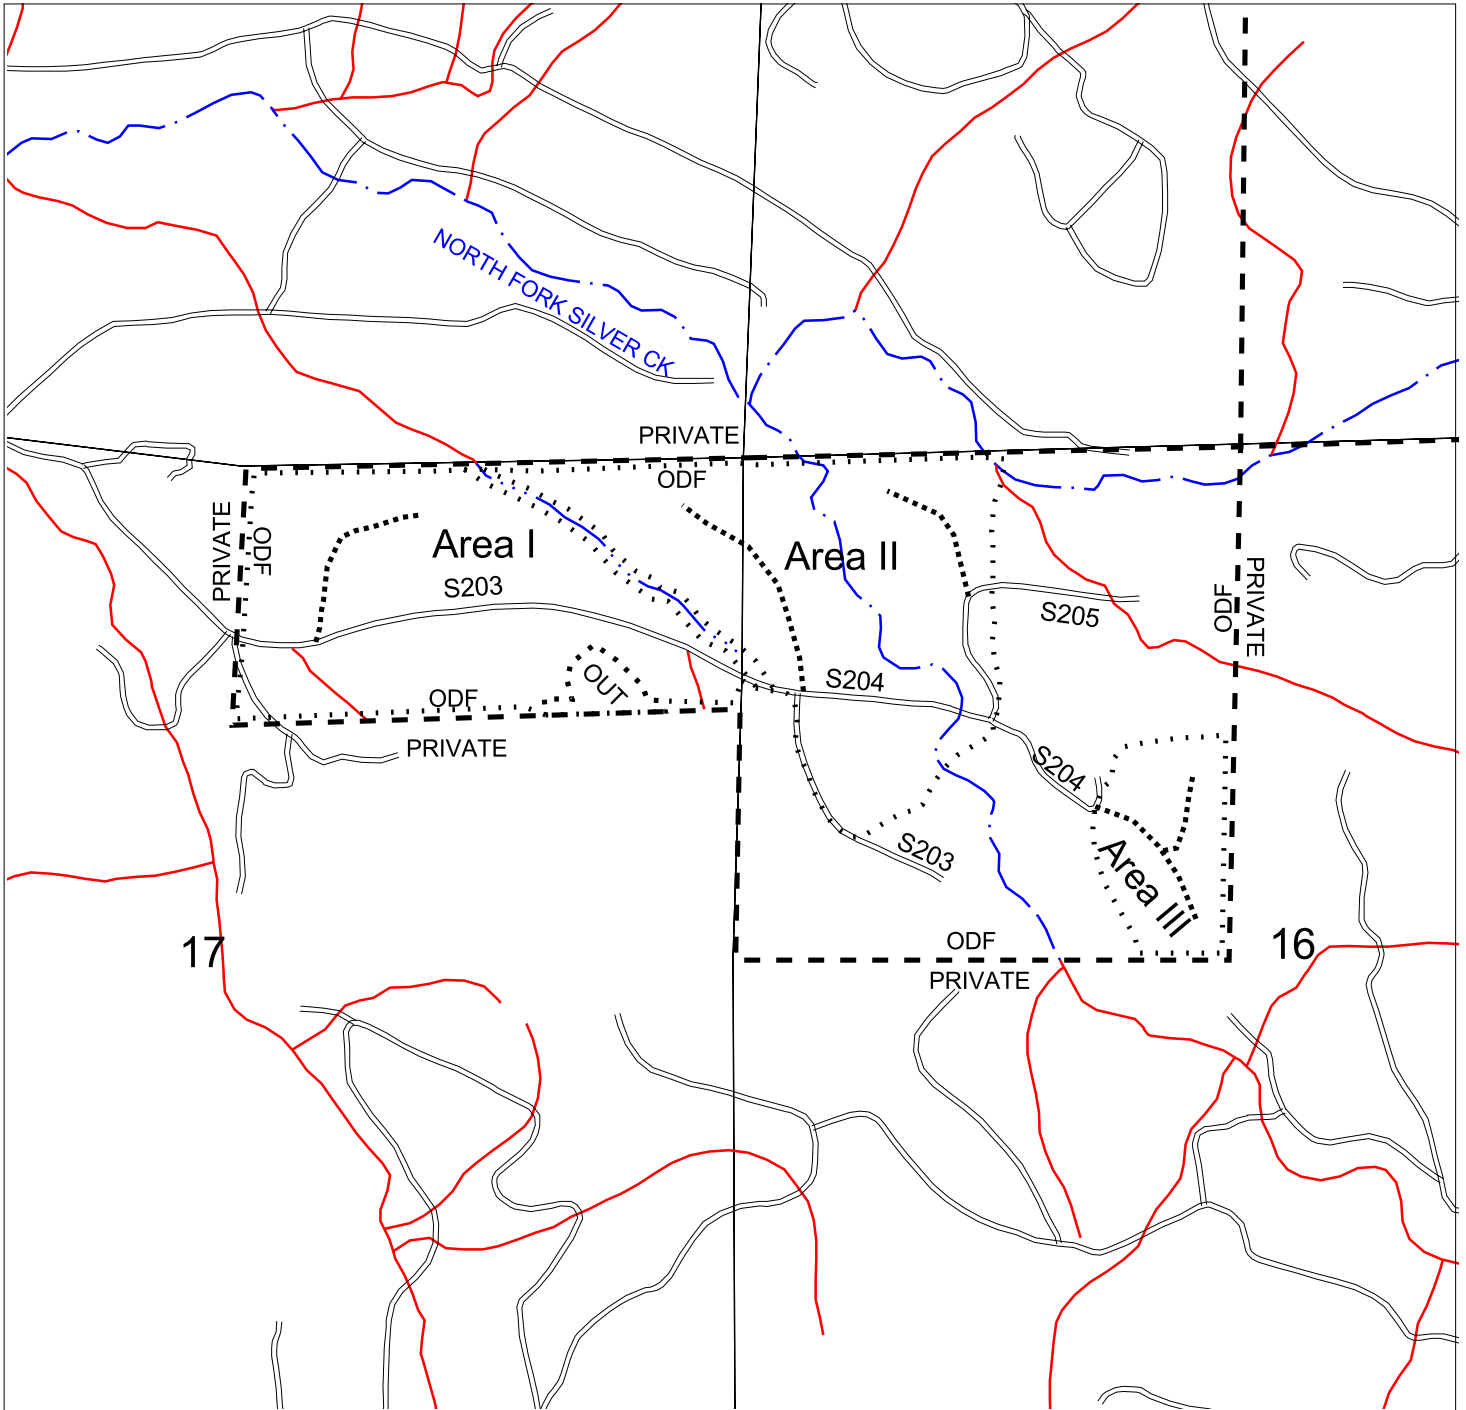 NORTH FORK SILVER CK
PRIVATE
ODF
PRIVATE
ODF
Area I
Area II
S203
S205
PRIVATE
ODF
OUT
S204
ODF
PRIVATE
S204
S203
Area III
17
ODF
16
PRIVATE